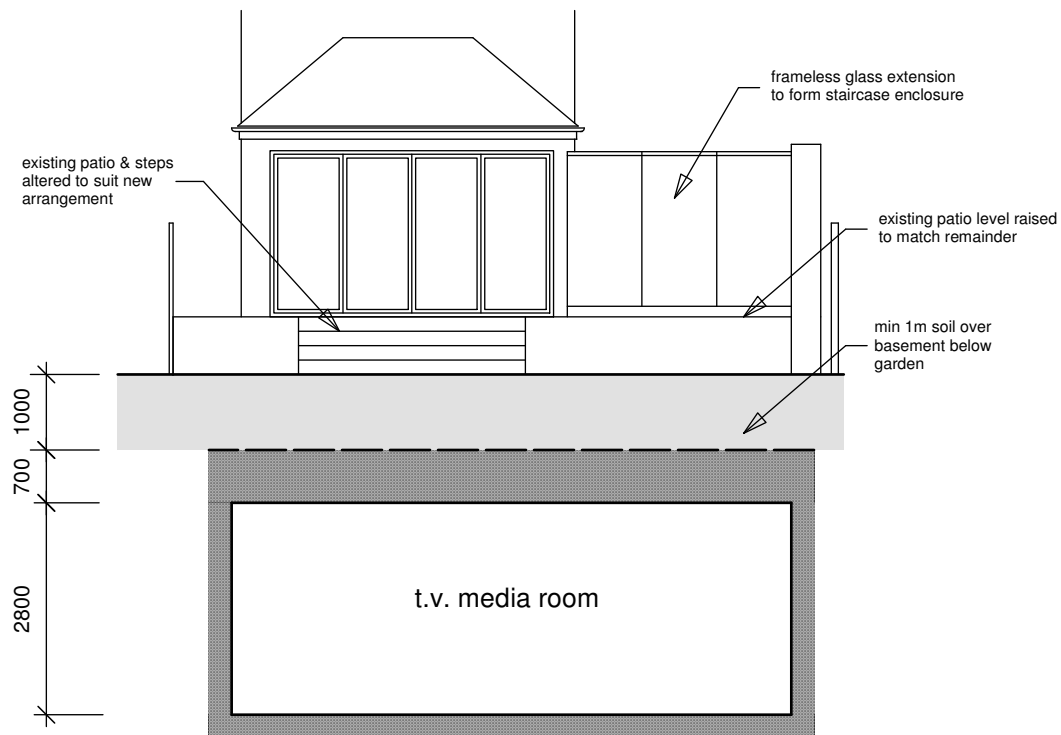 frameless glass extension
to form staircase enclosure
existing patio & steps
altered to suit new
arrangement
existing patio level raised
to match remainder
min 1m soil over
basement below
garden
1000
700
2800
t.v. media room